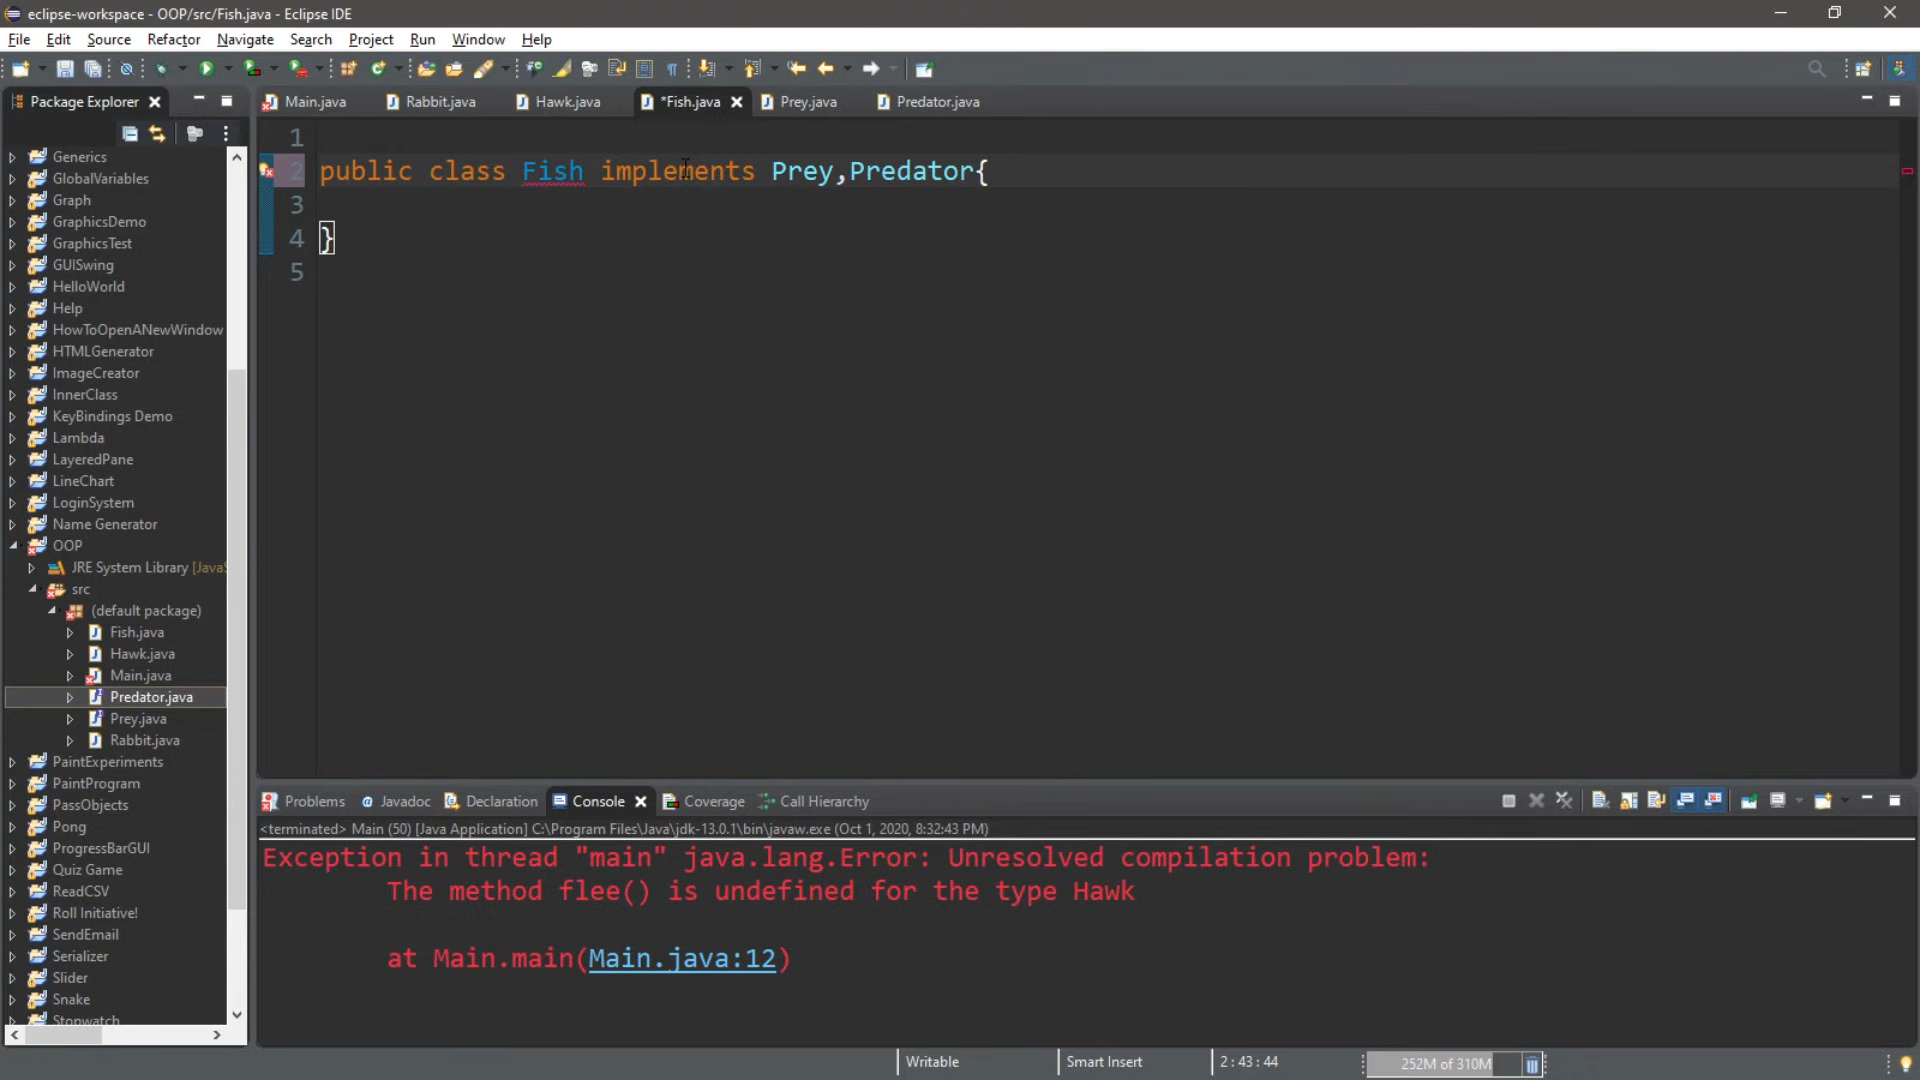 eclipse-workspace - OOP/src/Fish.java - Eclipse IDE
File Edit Source Refactor Navigate Search Project Run Window Help
Package Explorer
Main.java Rabbit.java Hawk.java *Fish.java Prey.java Predator.java
Generics
GlobalVariables
Graph
GraphicsDemo
GraphicsTest
GUISwing
HelloWorld
Help
HowToOpenANewWindow
HTMLGenerator
ImageCreator
InnerClass
KeyBindings Demo
Lambda
LayeredPane
LineChart
LoginSystem
Name Generator
OOP
JRE System Library [JavaS
src
(default package)
Fish.java
Hawk.java
Main.java
Predator.java
Prey.java
Rabbit.java
PaintExperiments
PaintProgram
PassObjects
Pong
ProgressBarGUI
Quiz Game
ReadCSV
Roll Initiative!
SendEmail
Serializer
Slider
Snake
Stopwatch
1
2 public class Fish implements Prey,Predator{
3
4 }
5
Problems @ Javadoc Declaration Console Coverage Call Hierarchy
<terminated> Main (50) [Java Application] C:\Program Files\Java\jdk-13.0.1\bin\javaw.exe (Oct 1, 2020, 8:32:43 PM)
Exception in thread "main" java.lang.Error: Unresolved compilation problem:
The method flee() is undefined for the type Hawk
at Main.main(Main.java:12)
Writable Smart Insert 2 : 43 : 44 252M of 310M